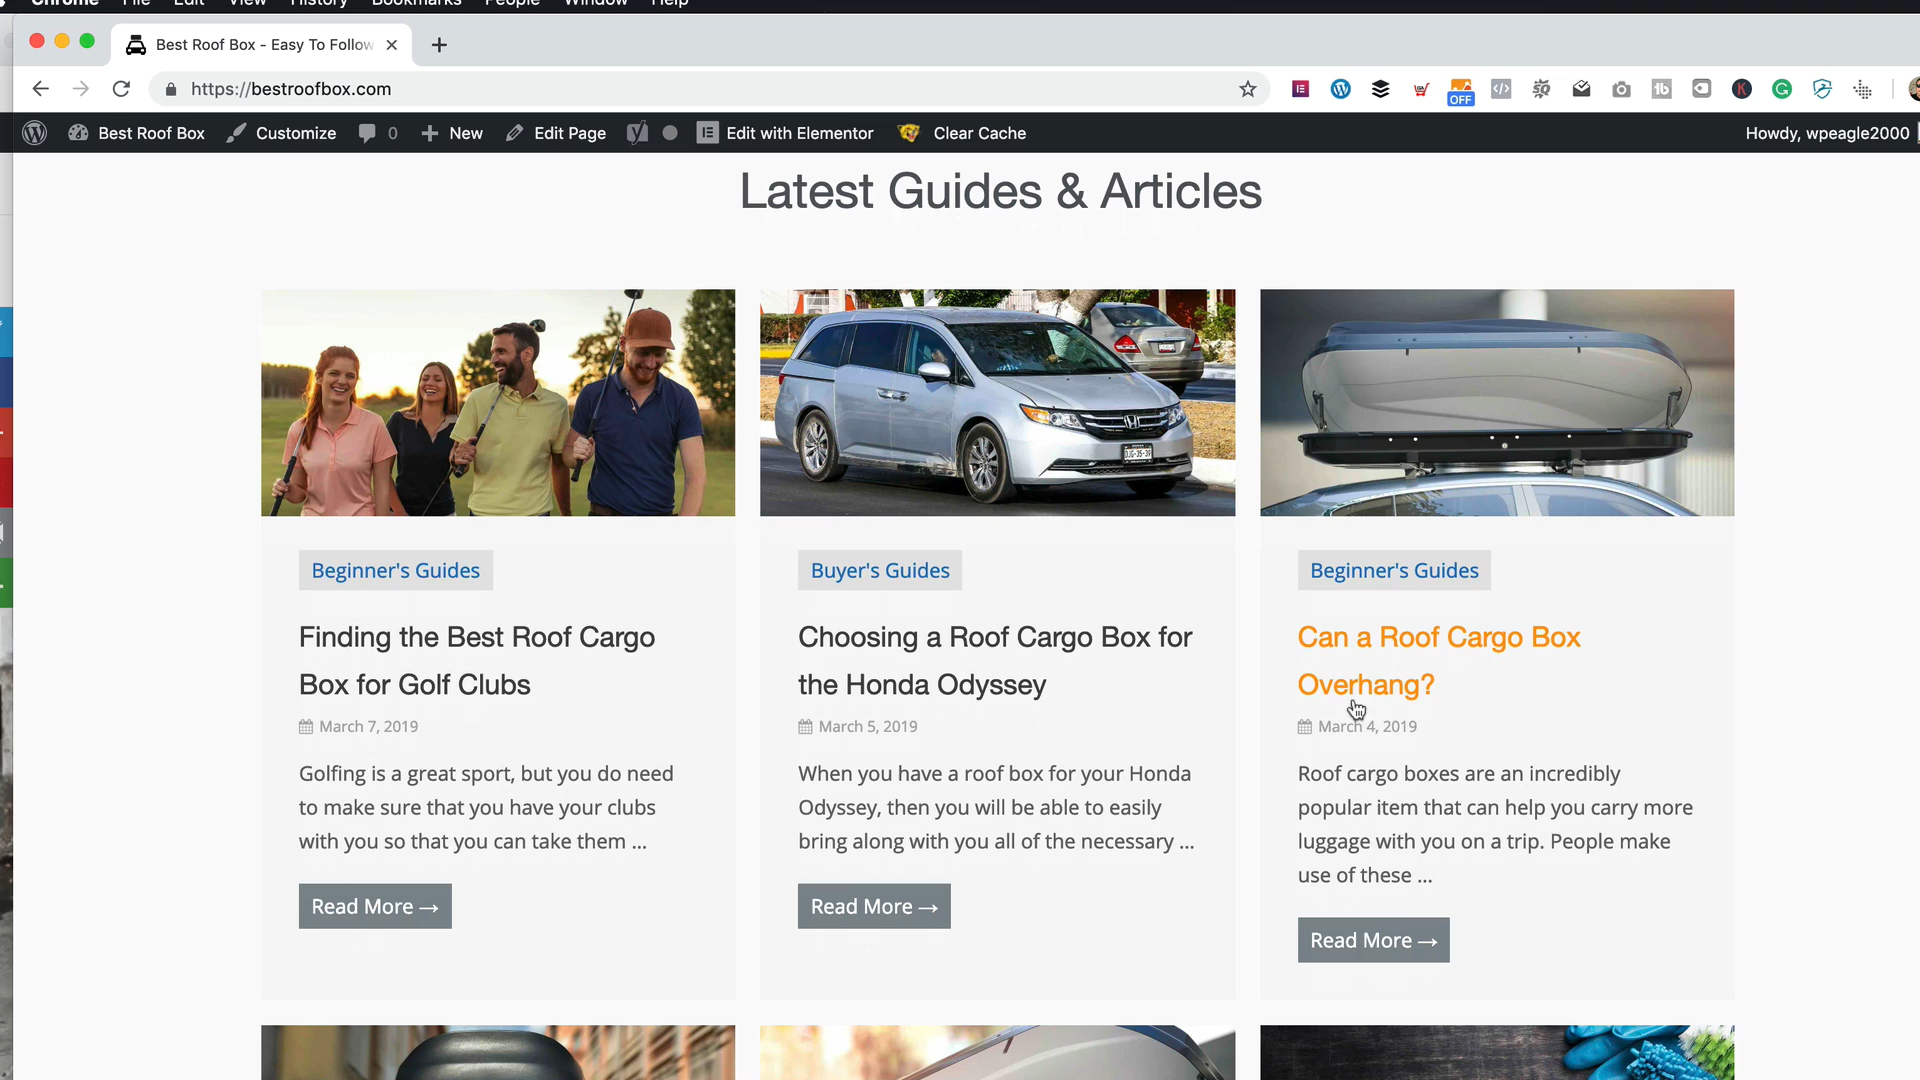 Chrome File Edit View History Bookmarks People Window Help
Best Roof Box - Easy To Follow
https://bestroofbox.com
OFF
Best Roof Box Customize 0 New Edit Page Edit with Elementor Clear Cache Howdy, wpeagle2000
Latest Guides & Articles
Beginner's Guides
Finding the Best Roof Cargo
Box for Golf Clubs
March 7, 2019
Golfing is a great sport, but you do need
to make sure that you have your clubs
with you so that you can take them ...
Read More →
Buyer's Guides
Choosing a Roof Cargo Box for
the Honda Odyssey
March 5, 2019
When you have a roof box for your Honda
Odyssey, then you will be able to easily
bring along with you all of the necessary ...
Read More →
Beginner's Guides
Can a Roof Cargo Box
Overhang?
March 4, 2019
Roof cargo boxes are an incredibly
popular item that can help you carry more
luggage with you on a trip. People make
use of these ...
Read More →